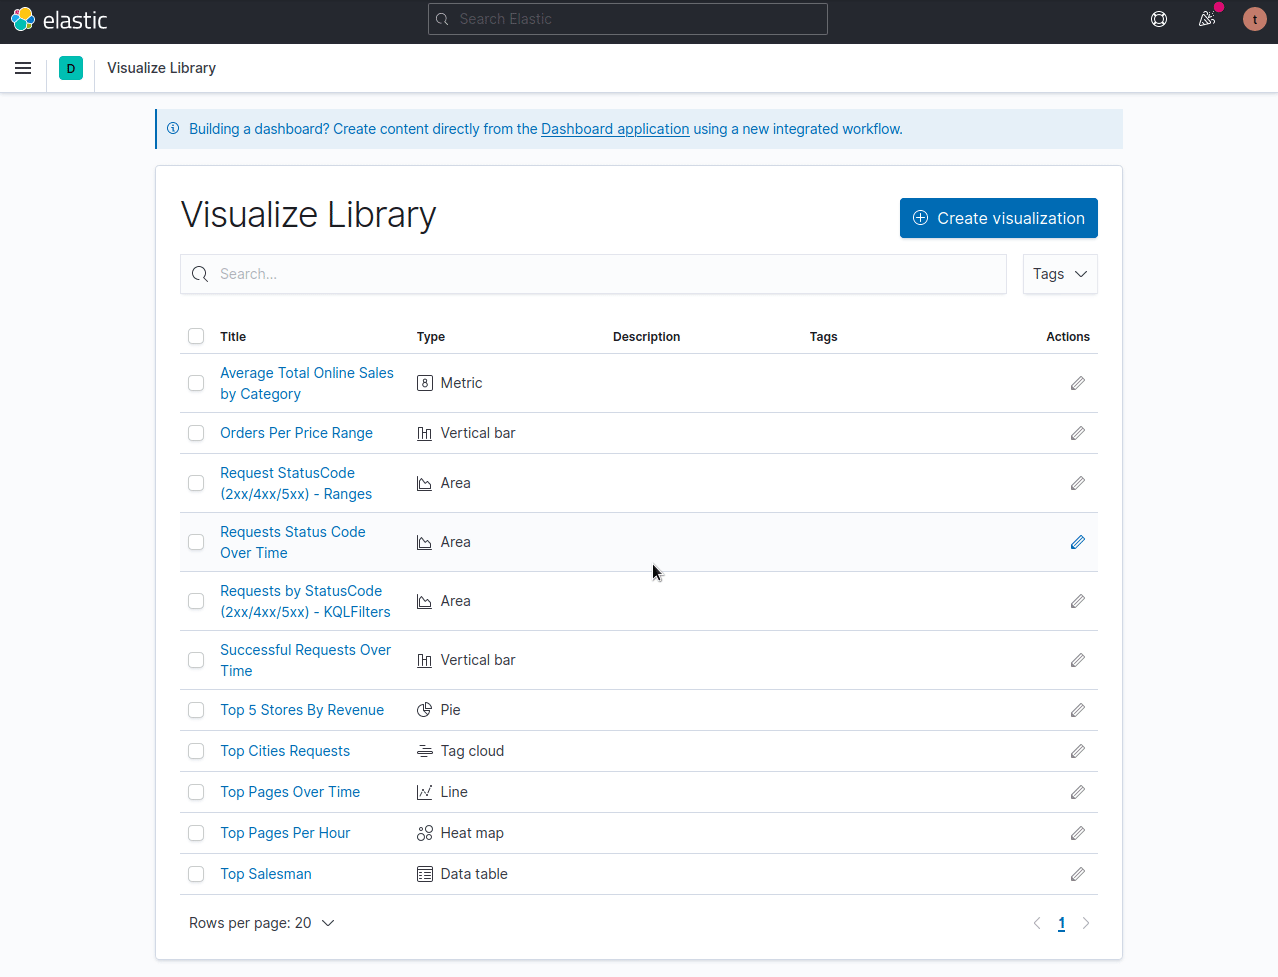 elastic
Search Elastic
t
D
Visualize Library
Building a dashboard? Create content directly from the Dashboard application using a new integrated workflow.
Visualize Library
Create visualization
Search...
Tags
Title Type Description Tags Actions
Average Total Online Sales
by Category
8 Metric
Orders Per Price Range Vertical bar
Request StatusCode
(2xx/4xx/5xx) - Ranges
Area
Requests Status Code
Over Time
Area
Requests by StatusCode
(2xx/4xx/5xx) - KQLFilters
Area
Successful Requests Over
Time
Vertical bar
Top 5 Stores By Revenue Pie
Top Cities Requests Tag cloud
Top Pages Over Time Line
Top Pages Per Hour Heat map
Top Salesman Data table
Rows per page: 20
1